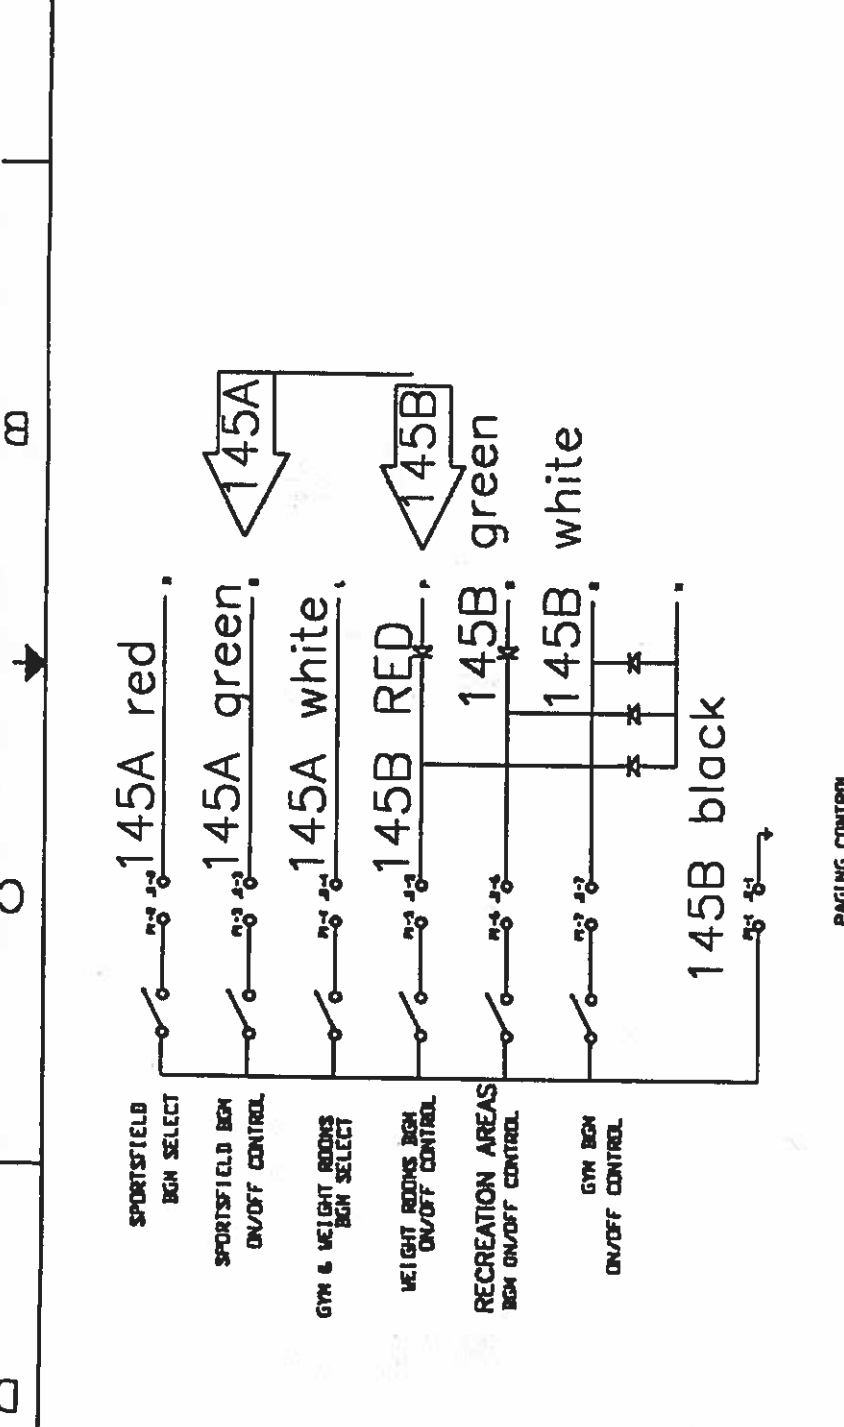 B
C
D
145A
145B
145A red
145A green
145A white
145B RED
145B green
145B white
145B black
SPORTSFIELD
BGM SELECT
SPORTSFIELD BGM
ON/OFF CONTROL
GYM & WEIGHT ROOMS
BGM SELECT
WEIGHT ROOMS BGM
ON/OFF CONTROL
RECREATION AREAS
BGM ON/OFF CONTROL
GYM BGM
ON/OFF CONTROL
PAGING CONTROL